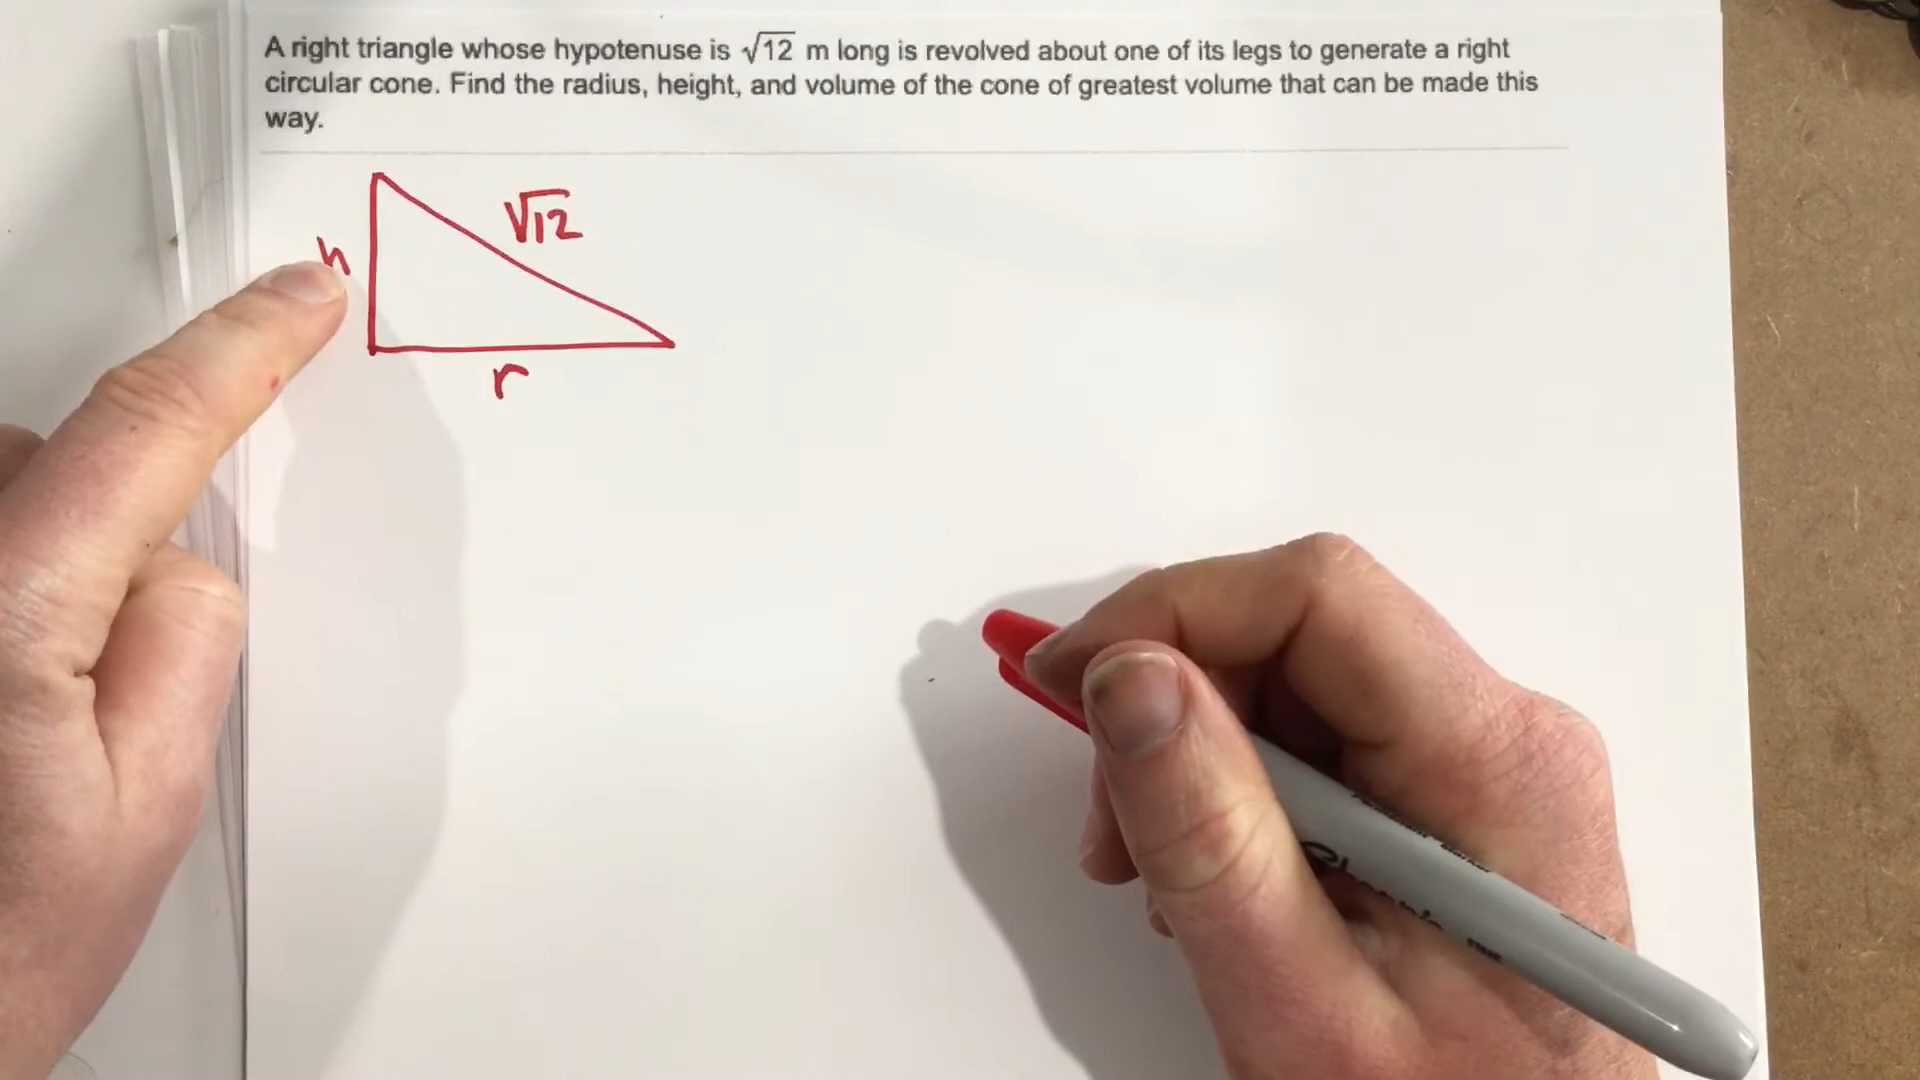 A right triangle whose hypotenuse is √12 m long is revolved about one of its legs to generate a right
circular cone. Find the radius, height, and volume of the cone of greatest volume that can be made this
way.
√12
h
r